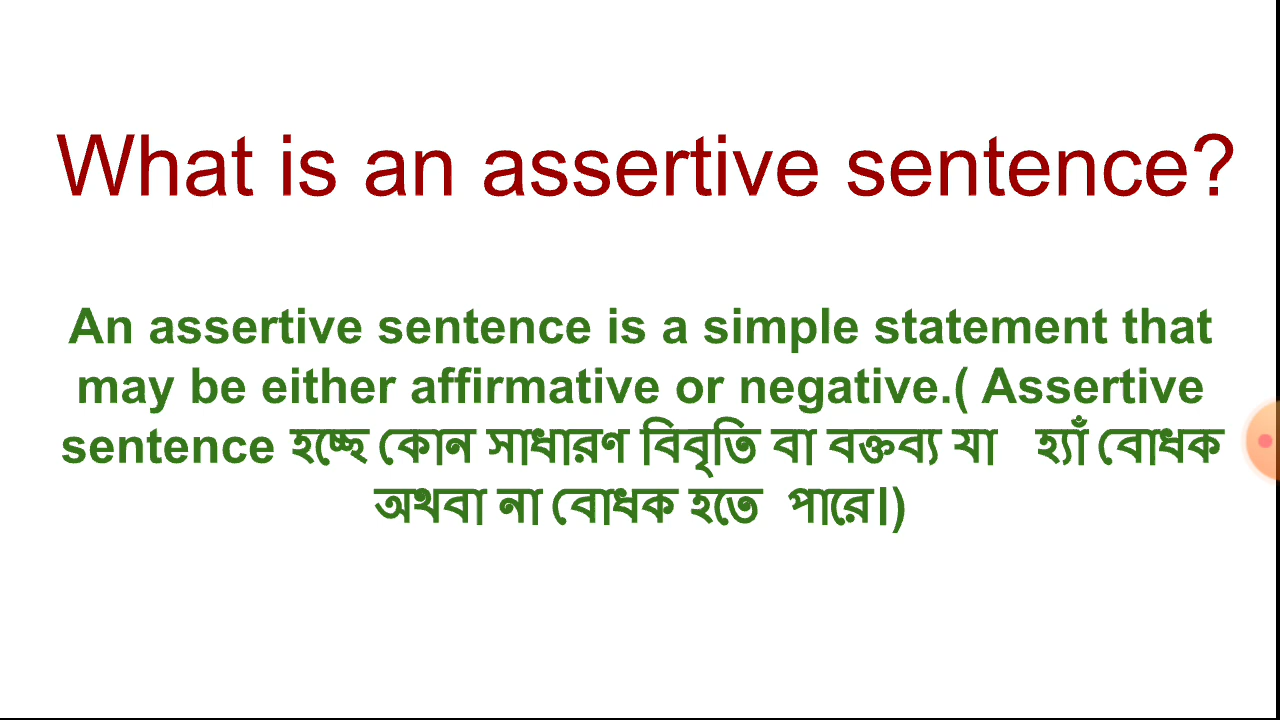 What is an assertive sentence?
An assertive sentence is a simple statement that
may be either affirmative or negative.( Assertive
sentence হচ্ছে কোন সাধারণ বিবৃতি বা বক্তব্য যা হ্যাঁ বোধক
অথবা না বোধক হতে পারে।)